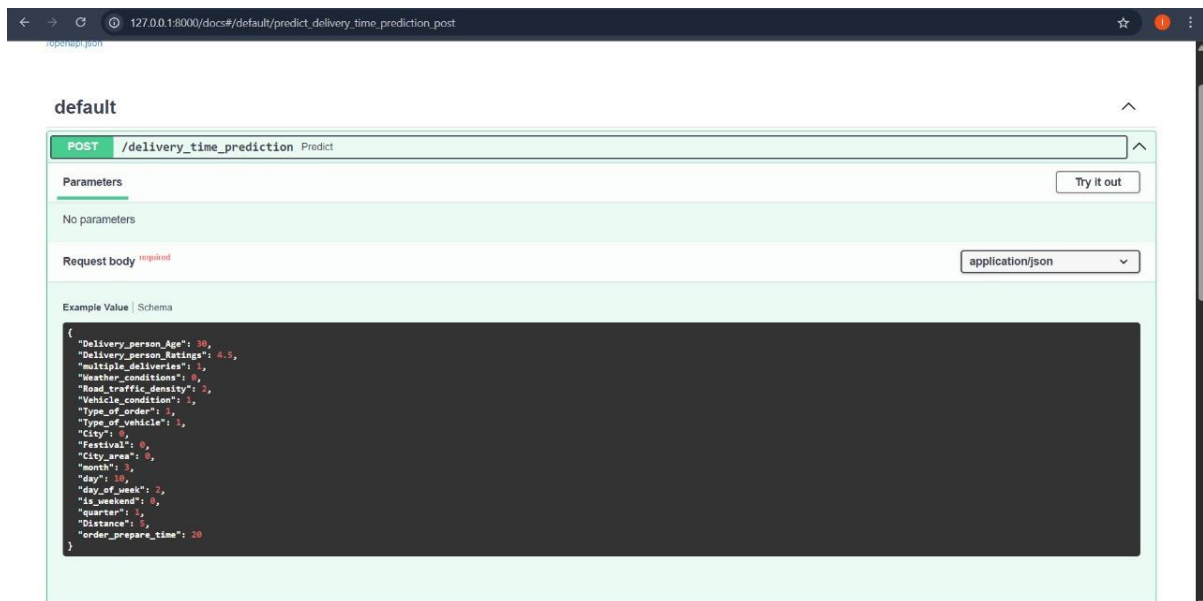 127.0.0.1:8000/docs#/default/predict_delivery_time_prediction_post
/openapi.json
default
POST /delivery_time_prediction Predict
Parameters
Try it out
No parameters
Request body required
application/json
Example Value | Schema
{
"Delivery_person_Age": 30,
"Delivery_person_Ratings": 4.5,
"multiple_deliveries": 1,
"Weather_conditions": 0,
"Road_traffic_density": 2,
"Vehicle_condition": 1,
"Type_of_order": 1,
"Type_of_vehicle": 1,
"City": 0,
"Festival": 0,
"City_area": 0,
"month": 3,
"day": 10,
"day_of_week": 2,
"is_weekend": 0,
"quarter": 1,
"Distance": 5,
"order_prepare_time": 20
}